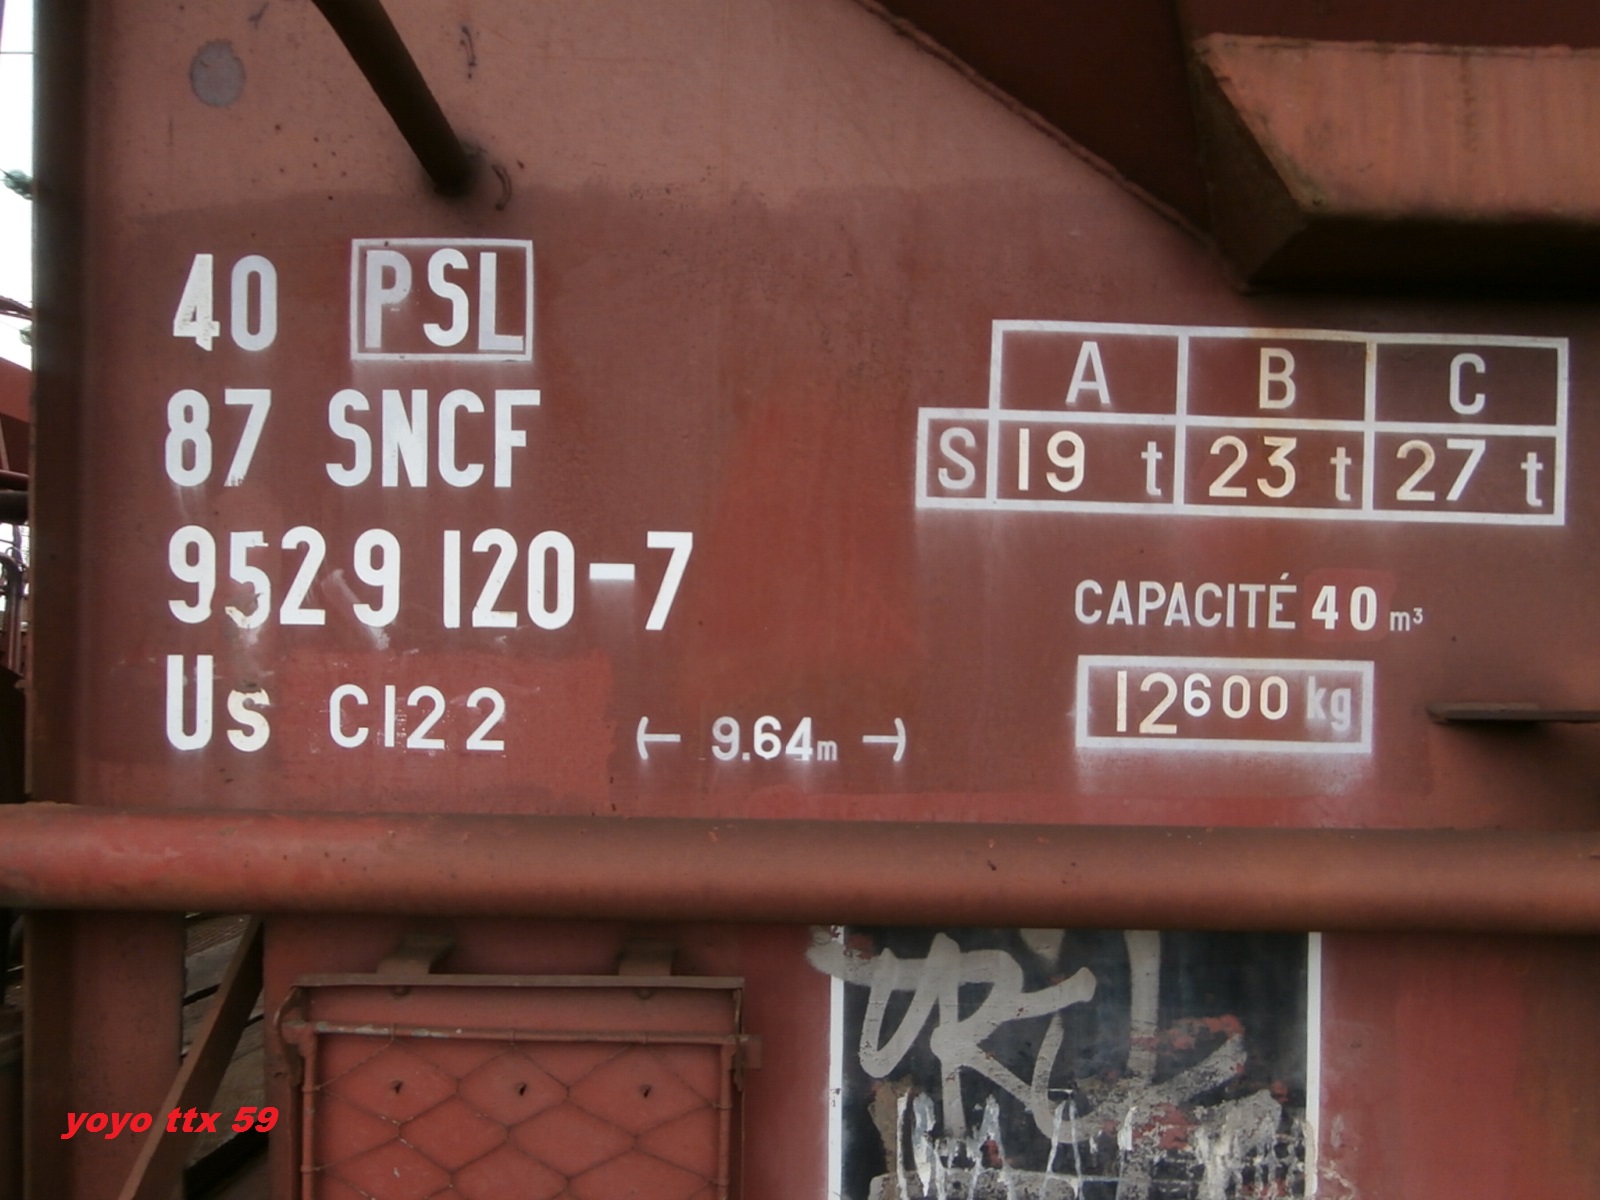 40 PSL
87 SNCF
9529 120-7
Us C122
(← 9.64m →)
A B C
S 19 t 23 t 27 t
CAPACITÉ 40 m³
12600 kg
yoyo ttx 59